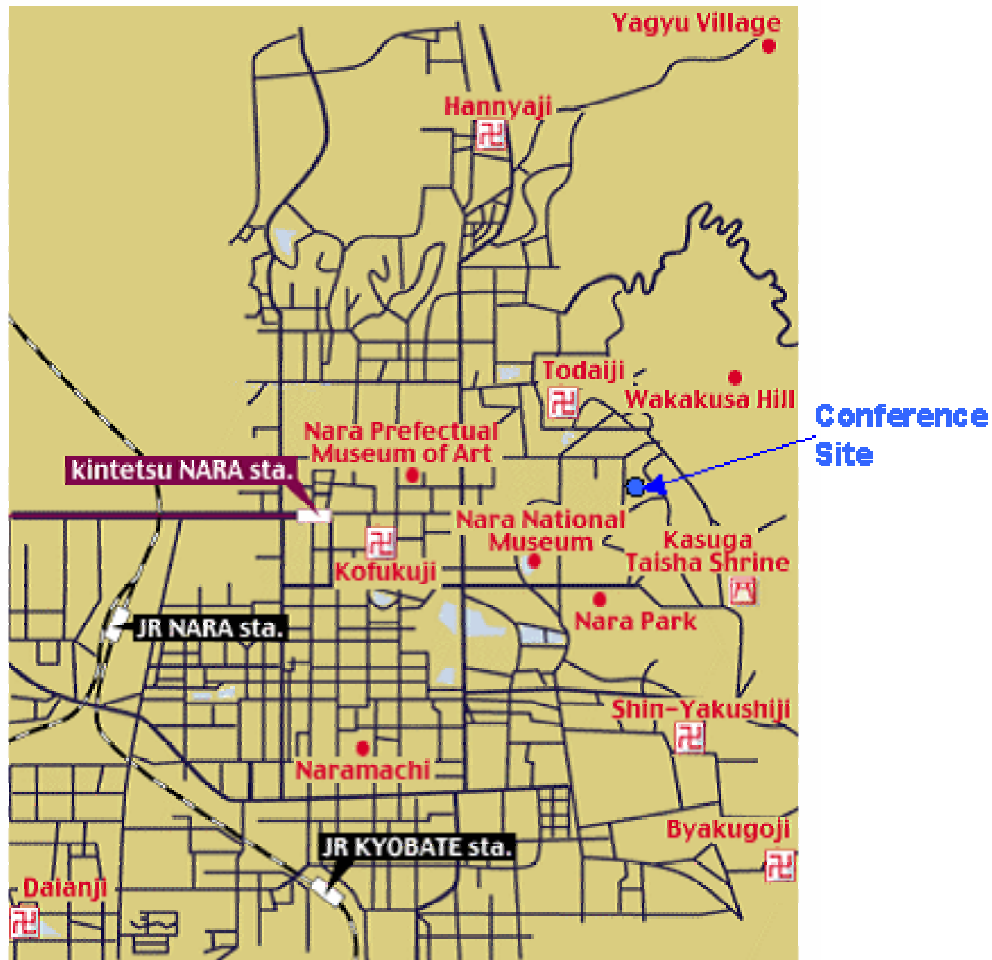 Yagyu Village
Hannyaji
Todaiji
Wakakusa Hill
Conference
Site
Nara Prefectual
Museum of Art
kintetsu NARA sta.
Nara National
Museum
Kasuga
Taisha Shrine
Kofukuji
Nara Park
JR NARA sta.
Shin-Yakushiji
Naramachi
Byakugoji
JR KYOBATE sta.
Daianji